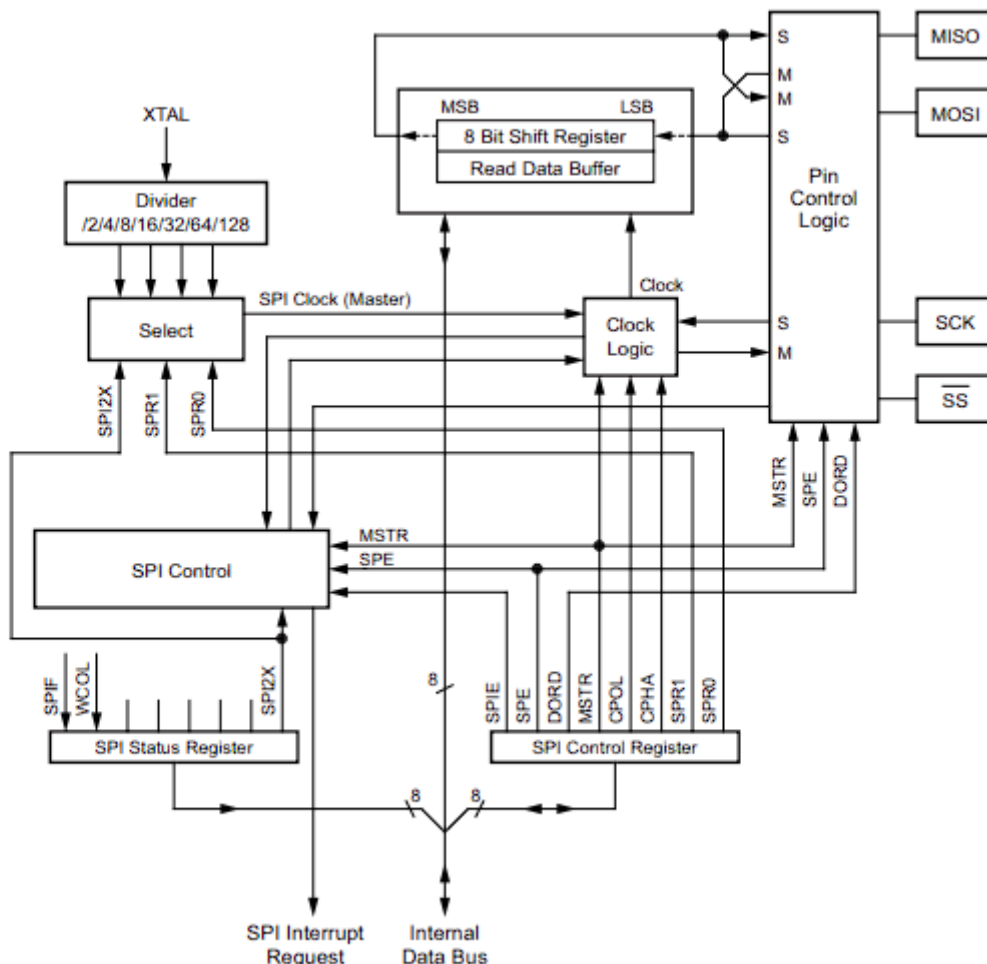 S
MISO
M
M
MSB
LSB
MOSI
XTAL
8 Bit Shift Register
S
Read Data Buffer
Pin
Control
Logic
Divider
/2/4/8/16/32/64/128
SPI Clock (Master)
Clock
Select
Clock
Logic
S
SCK
M
SPI2X
SPR1
SPR0
SS
MSTR
SPE
DORD
MSTR
SPI Control
SPE
SPIF
WCOL
SPI2X
8
SPIE
SPE
DORD
MSTR
CPOL
CPHA
SPR1
SPR0
SPI Status Register
SPI Control Register
8
8
SPI Interrupt
Request
Internal
Data Bus